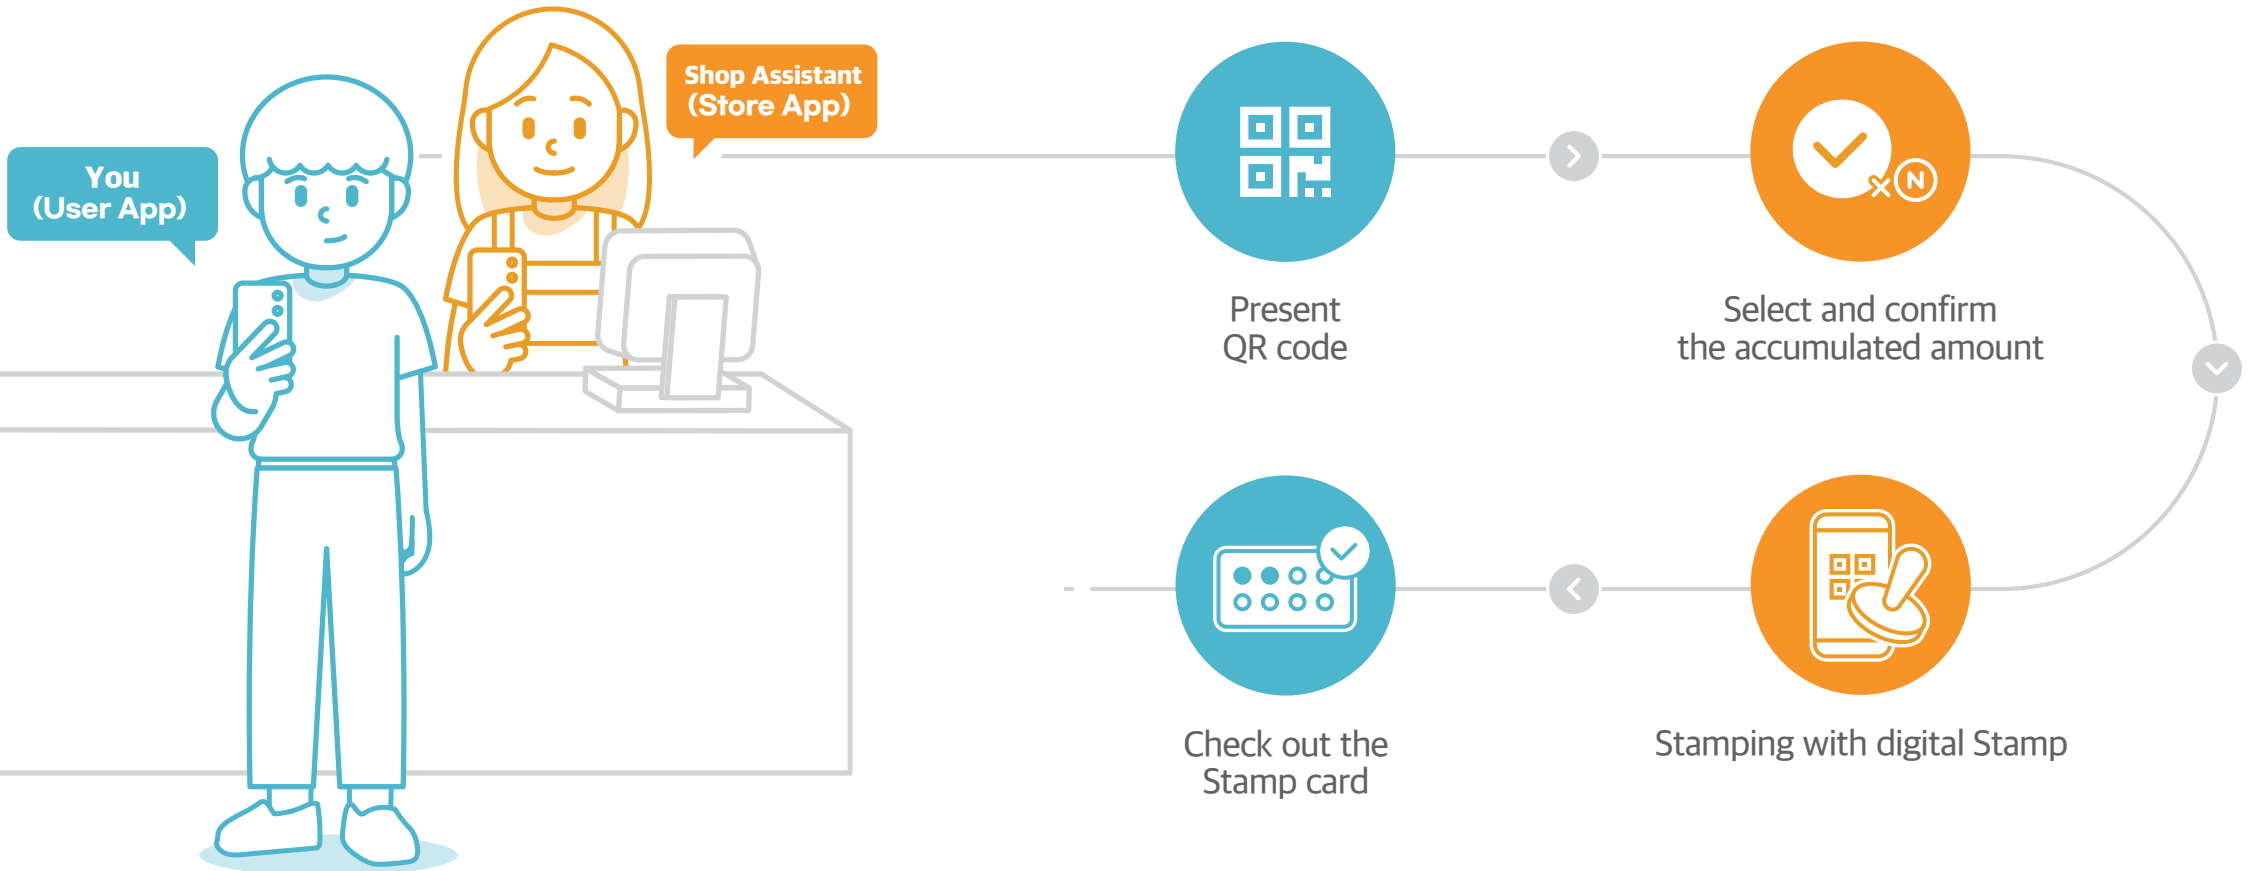 You
(User App)
Shop Assistant
(Store App)
Present
QR code
N
Select and confirm
the accumulated amount
Check out the
Stamp card
Stamping with digital Stamp